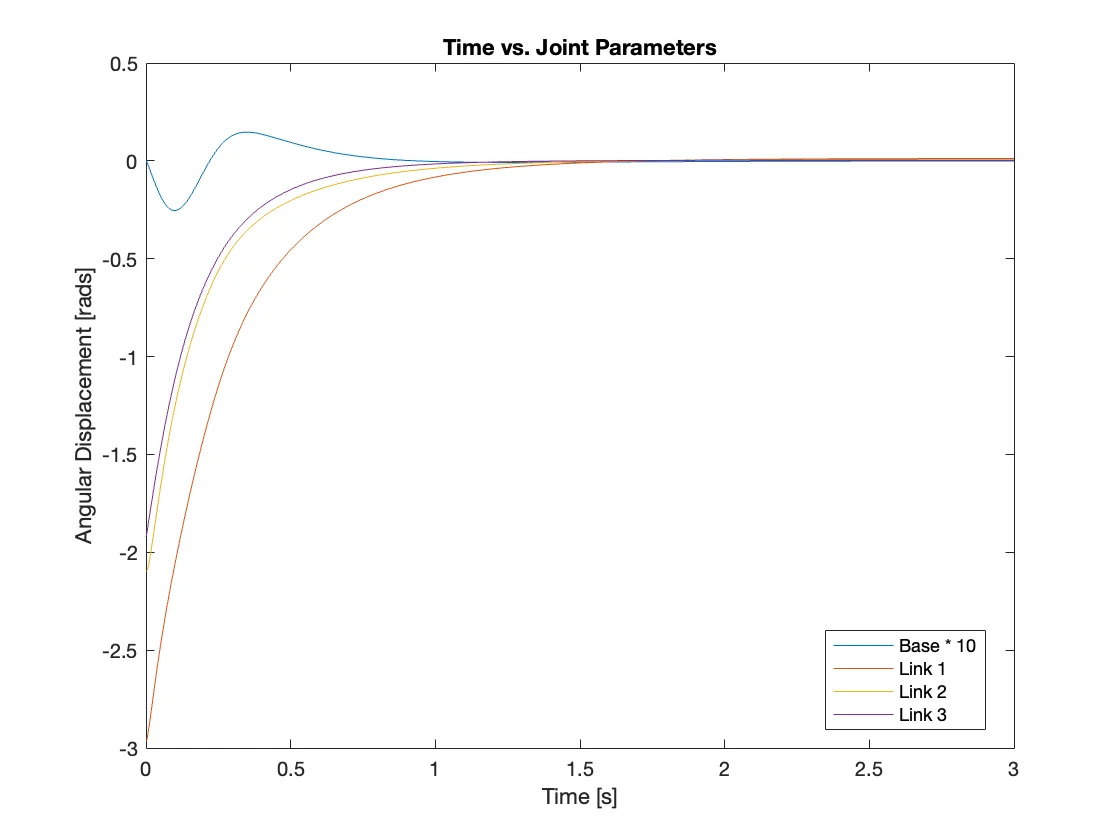 Time vs. Joint Parameters
0.5
0
-0.5
-1
-1.5
-2
-2.5
-3
Angular Displacement [rads]
0 0.5 1 1.5 2 2.5 3
Time [s]
Base * 10
Link 1
Link 2
Link 3